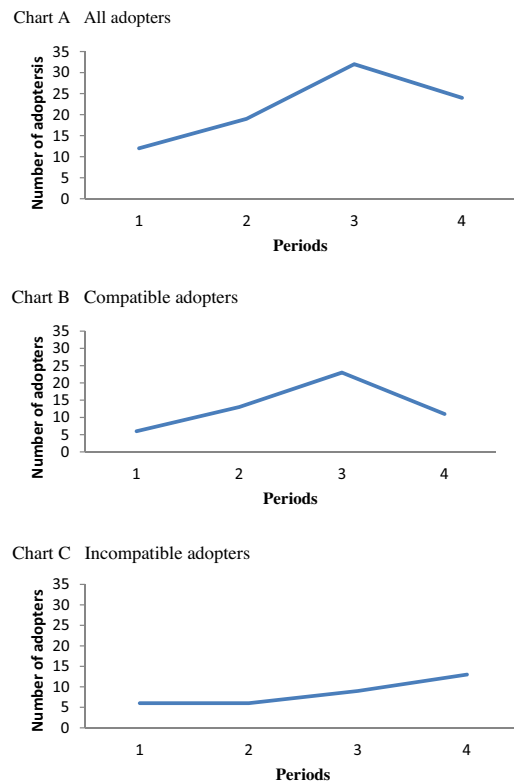 Chart A All adopters
Number of adoptersis
35
30
25
20
15
10
5
0
1 2 3 4
Periods
Chart B Compatible adopters
Number of adopters
35
30
25
20
15
10
5
0
1 2 3 4
Periods
Chart C Incompatible adopters
Number of adopters
35
30
25
20
15
10
5
0
1 2 3 4
Periods